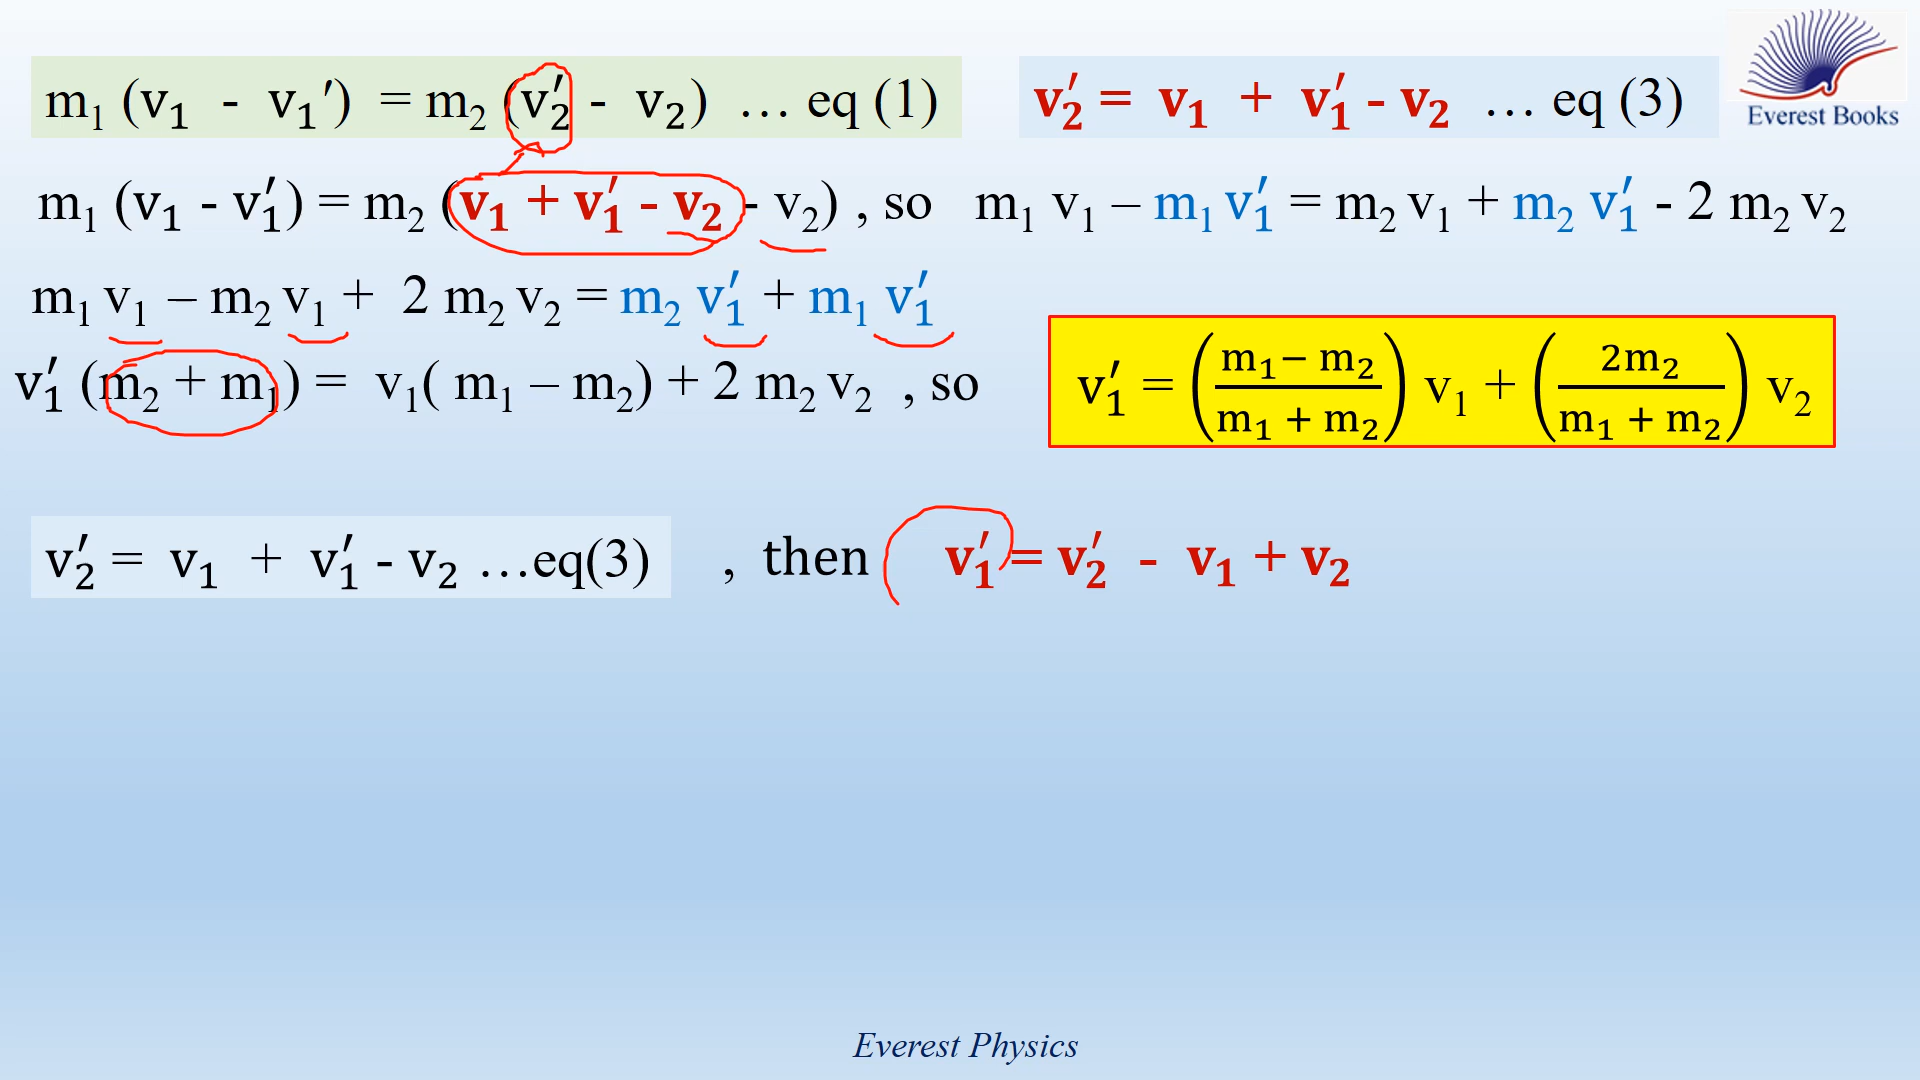 m₁ (v₁ - v₁′) = m₂ (v₂′ - v₂) … eq (1)
v₂′ = v₁ + v₁′ - v₂ … eq (3)
Everest Books
m₁ (v₁ - v₁′) = m₂ (v₁ + v₁′ - v₂ - v₂) , so m₁ v₁ – m₁ v₁′ = m₂ v₁ + m₂ v₁′ - 2 m₂ v₂
m₁ v₁ – m₂ v₁ + 2 m₂ v₂ = m₂ v₁′ + m₁ v₁′
v₁′ (m₂ + m₁) = v₁( m₁ – m₂) + 2 m₂ v₂ , so
v₁′ = ((m₁− m₂)/(m₁ + m₂)) v₁ + (2m₂/(m₁ + m₂)) v₂
v₂′ = v₁ + v₁′ - v₂ …eq(3) , then v₁′ = v₂′ - v₁ + v₂
Everest Physics